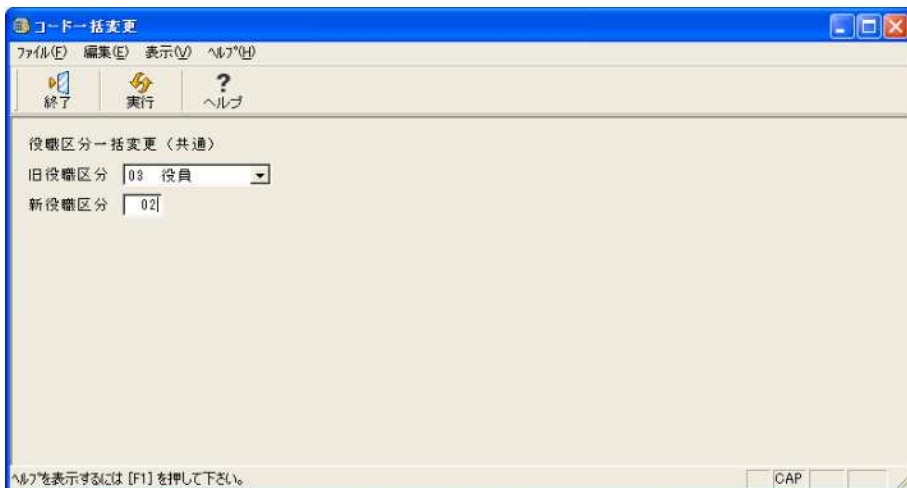 コード一括変更
ファイル(F) 編集(E) 表示(V) ヘルプ(H)
終了 実行 ? ヘルプ
役職区分一括変更（共通）
旧役職区分 03 役員
新役職区分 02
ヘルプを表示するには [F1] を押して下さい。 CAP